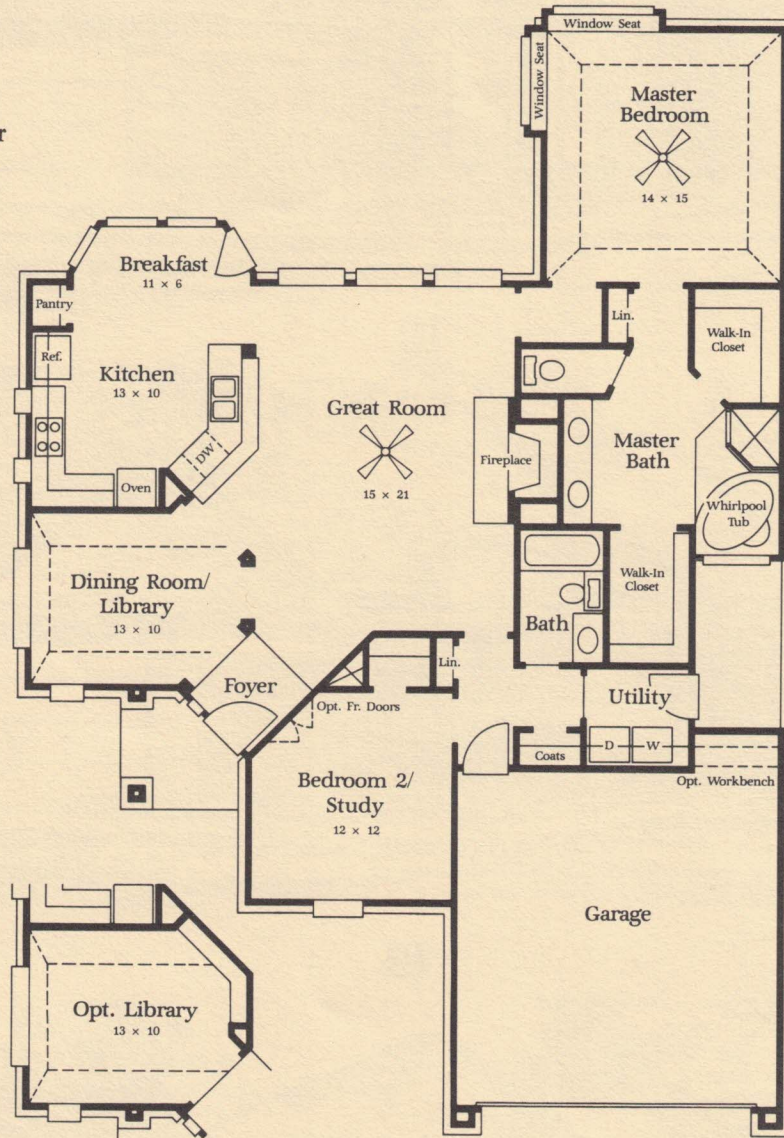 Window Seat
Window Seat
Master
Bedroom
14 × 15
r
Breakfast
11 × 6
Pantry
Lin.
Walk-In
Closet
Ref.
Kitchen
13 × 10
Great Room
15 × 21
DW
Oven
Fireplace
Master
Bath
Whirlpool
Tub
Dining Room/
Library
13 × 10
Walk-In
Closet
Bath
Foyer
Lin.
Utility
Opt. Fr. Doors
D
W
Coats
Opt. Workbench
Bedroom 2/
Study
12 × 12
Garage
Opt. Library
13 × 10